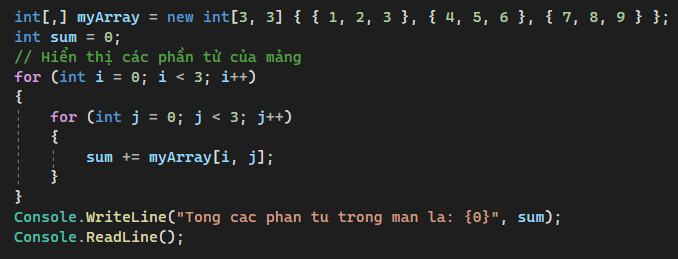 int[,] myArray = new int[3, 3] { { 1, 2, 3 }, { 4, 5, 6 }, { 7, 8, 9 } };
int sum = 0;
// Hiển thị các phần tử của mảng
for (int i = 0; i < 3; i++)
{
    for (int j = 0; j < 3; j++)
    {
        sum += myArray[i, j];
    }
}
Console.WriteLine("Tong cac phan tu trong man la: {0}", sum);
Console.ReadLine();